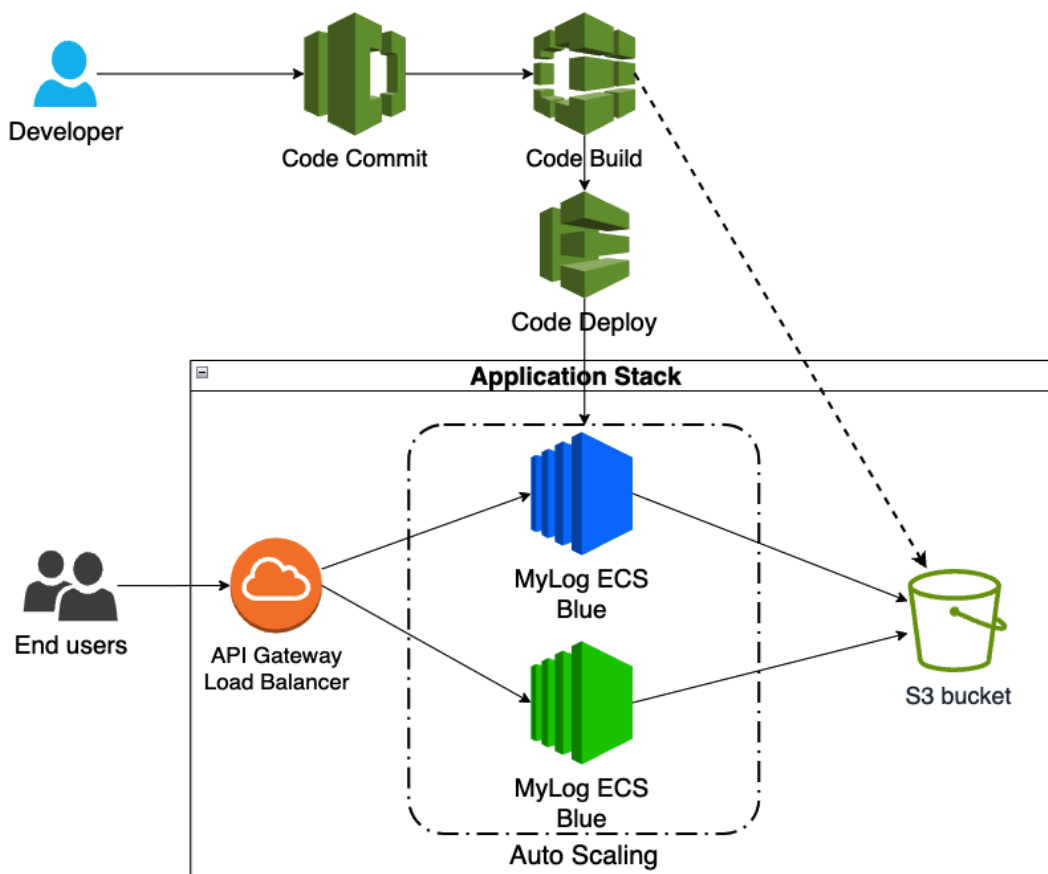 Developer
Code Commit
Code Build
Code Deploy
Application Stack
End users
API Gateway
Load Balancer
MyLog ECS
Blue
MyLog ECS
Blue
Auto Scaling
S3 bucket